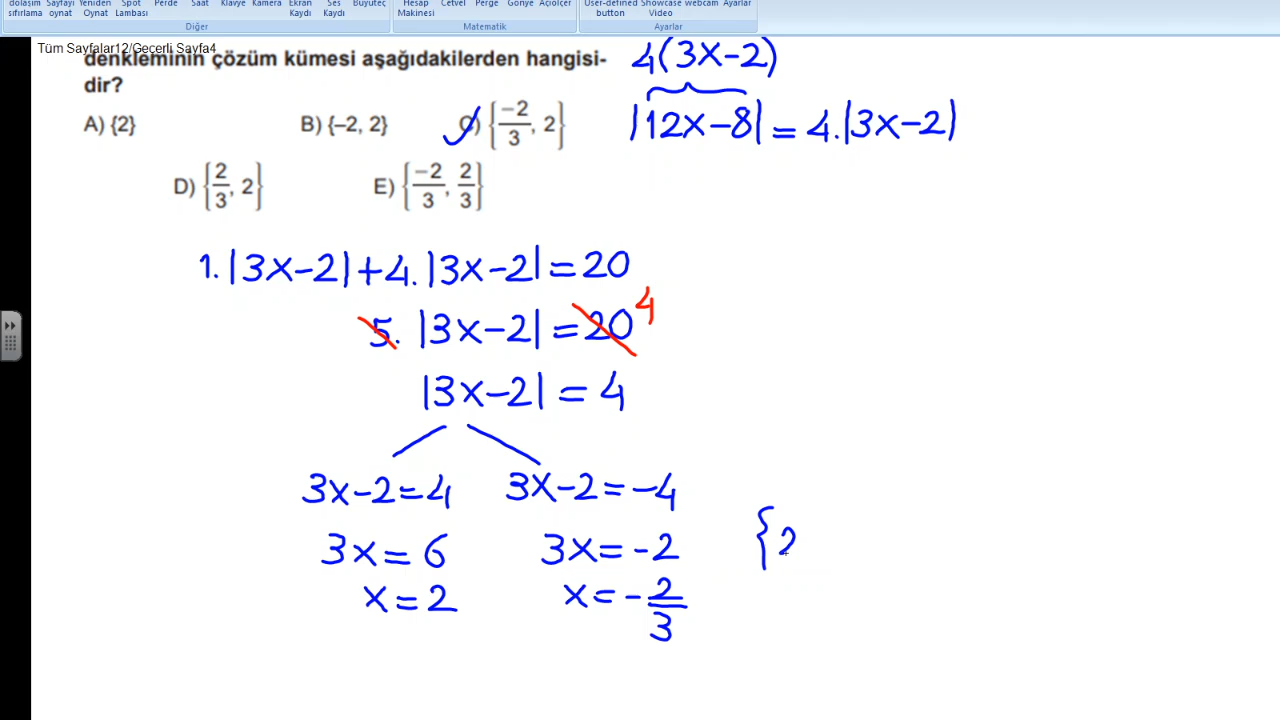 dolaşım Sayfayı Yeniden Spot Perde Saat Klavye Kamera Ekran Ses Büyüteç Hesap Cetvel Perge Gönye Açıölçer User-defined Showcase webcam Ayarlar
sıfırlama oynat Oynat Lambası Kaydı Kaydı Makinesi button Video
Diğer Matematik Ayarlar
Tüm Sayfalar12/Geçerli Sayfa4
denkleminin çözüm kümesi aşağıdakilerden hangisi-
dir?
4(3x-2)
|12x-8| = 4.|3x-2|
A) {2} B) {-2, 2} C) {-2/3, 2}
D) {2/3, 2} E) {-2/3, 2/3}
1.|3x-2|+4.|3x-2|=20
5.|3x-2|=20 4
|3x-2|=4
3x-2=4 3x-2=-4
3x=6 3x=-2
{2
x=2 x=-2/3